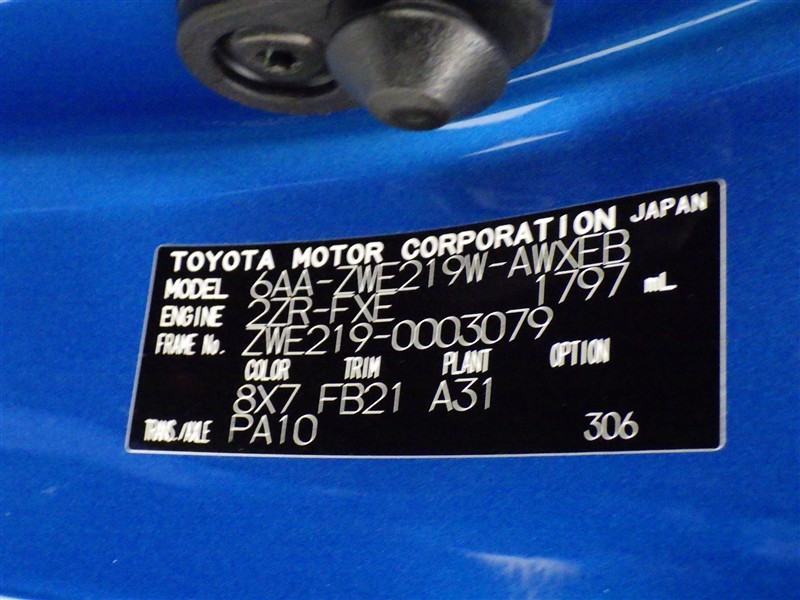 TOYOTA MOTOR CORPORATION JAPAN
MODEL 6AA-ZWE219W-AWXEB
ENGINE 2ZR-FXE 1797 mL
FRAME No. ZWE219-0003079
COLOR TRIM PLANT OPTION
8X7 FB21 A31
TRANS./AXLE PA10 306